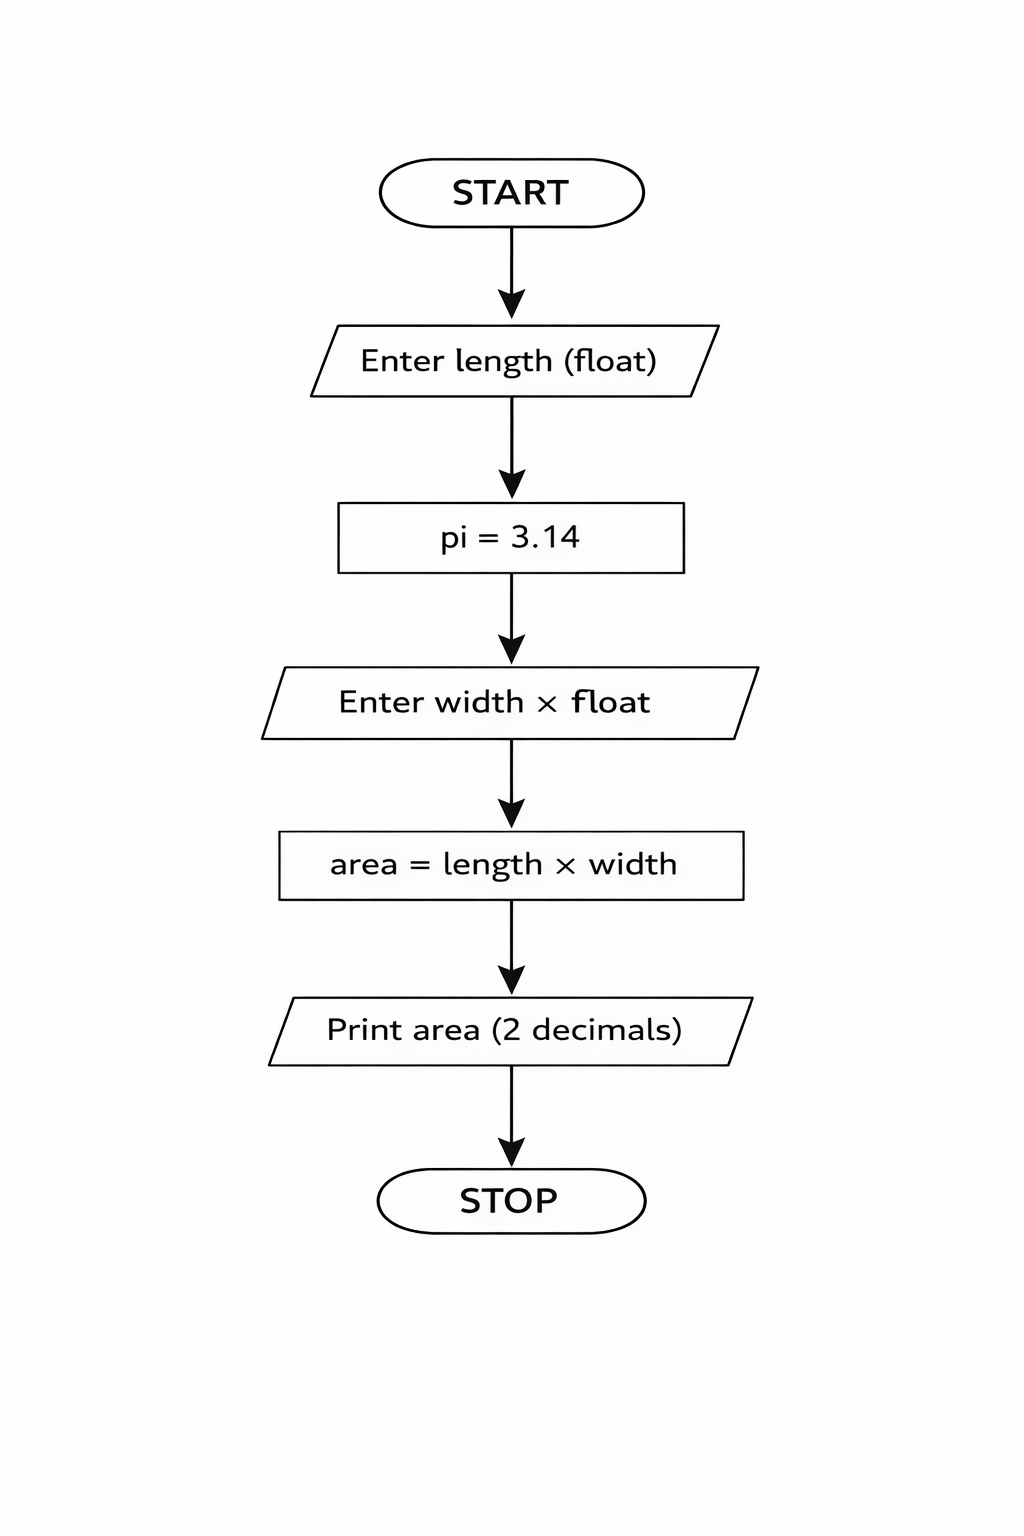 START
Enter length (float)
pi = 3.14
Enter width × float
area = length × width
Print area (2 decimals)
STOP